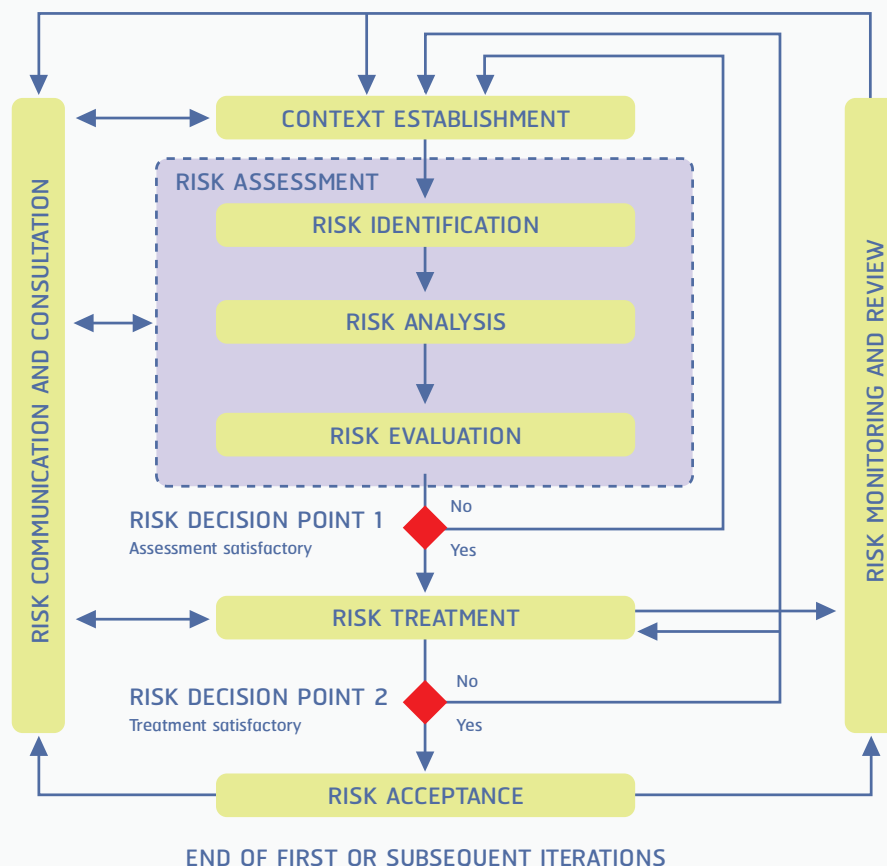 CONTEXT ESTABLISHMENT
RISK ASSESSMENT
RISK IDENTIFICATION
RISK ANALYSIS
RISK EVALUATION
RISK COMMUNICATION AND CONSULTATION
RISK MONITORING AND REVIEW
RISK DECISION POINT 1
Assessment satisfactory
No
Yes
RISK TREATMENT
RISK DECISION POINT 2
Treatment satisfactory
No
Yes
RISK ACCEPTANCE
END OF FIRST OR SUBSEQUENT ITERATIONS